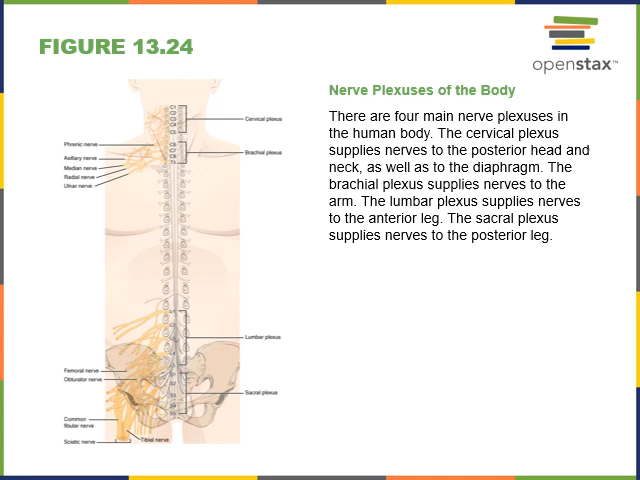 FIGURE 13.24
openstax™
Nerve Plexuses of the Body
There are four main nerve plexuses in
the human body. The cervical plexus
supplies nerves to the posterior head and
neck, as well as to the diaphragm. The
brachial plexus supplies nerves to the
arm. The lumbar plexus supplies nerves
to the anterior leg. The sacral plexus
supplies nerves to the posterior leg.
Cervical plexus
Phrenic nerve
Brachial plexus
Axillary nerve
Median nerve
Radial nerve
Ulnar nerve
L1
Lumbar plexus
Femoral nerve
Obturator nerve
S2
S3
Sacral plexus
Common
fibular nerve
Sciatic nerve
Tibial nerve